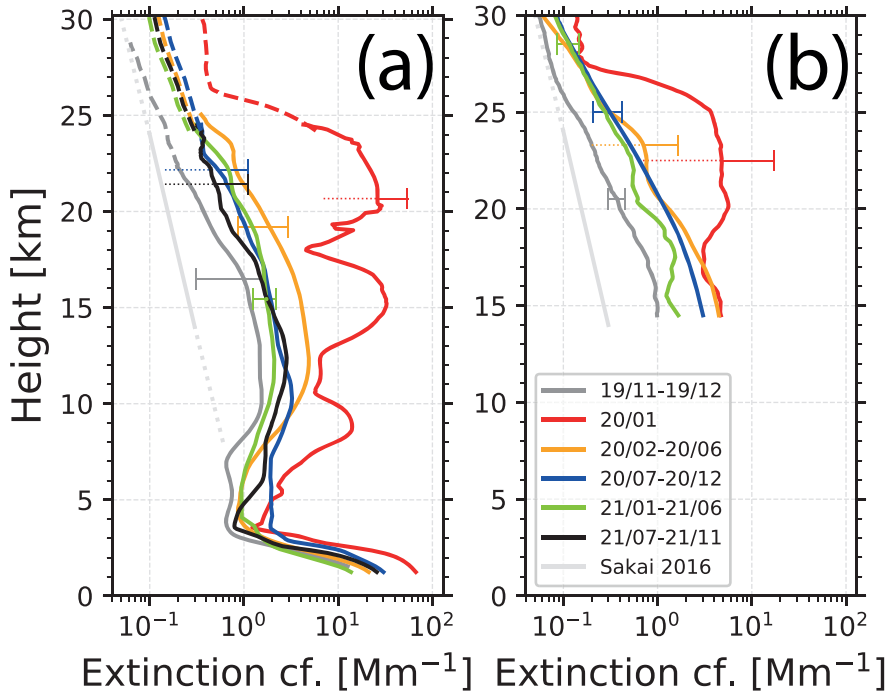 (a)
30
25
20
15
10
5
0
Height [km]
10⁻¹ 10⁰ 10¹ 10²
Extinction cf. [Mm⁻¹]
(b)
30
25
20
15
10
5
0
19/11-19/12
20/01
20/02-20/06
20/07-20/12
21/01-21/06
21/07-21/11
Sakai 2016
10⁻¹ 10⁰ 10¹ 10²
Extinction cf. [Mm⁻¹]